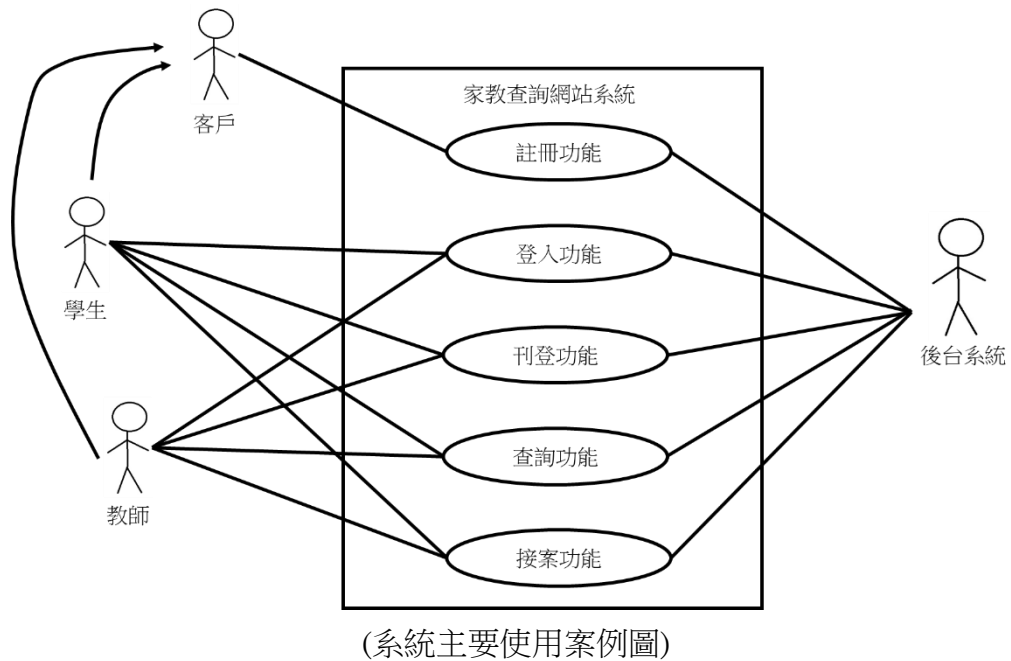 家教查詢網站系統
客戶
註冊功能
登入功能
學生
刊登功能
後台系統
查詢功能
教師
接案功能
(系統主要使用案例圖)